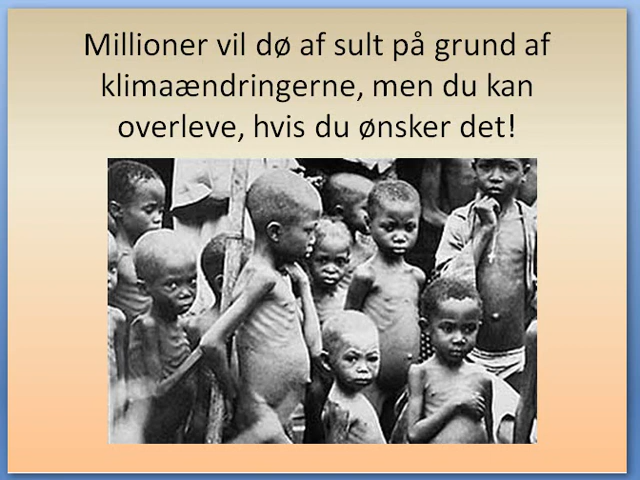 Millioner vil dø af sult på grund af
klimaændringerne, men du kan
overleve, hvis du ønsker det!